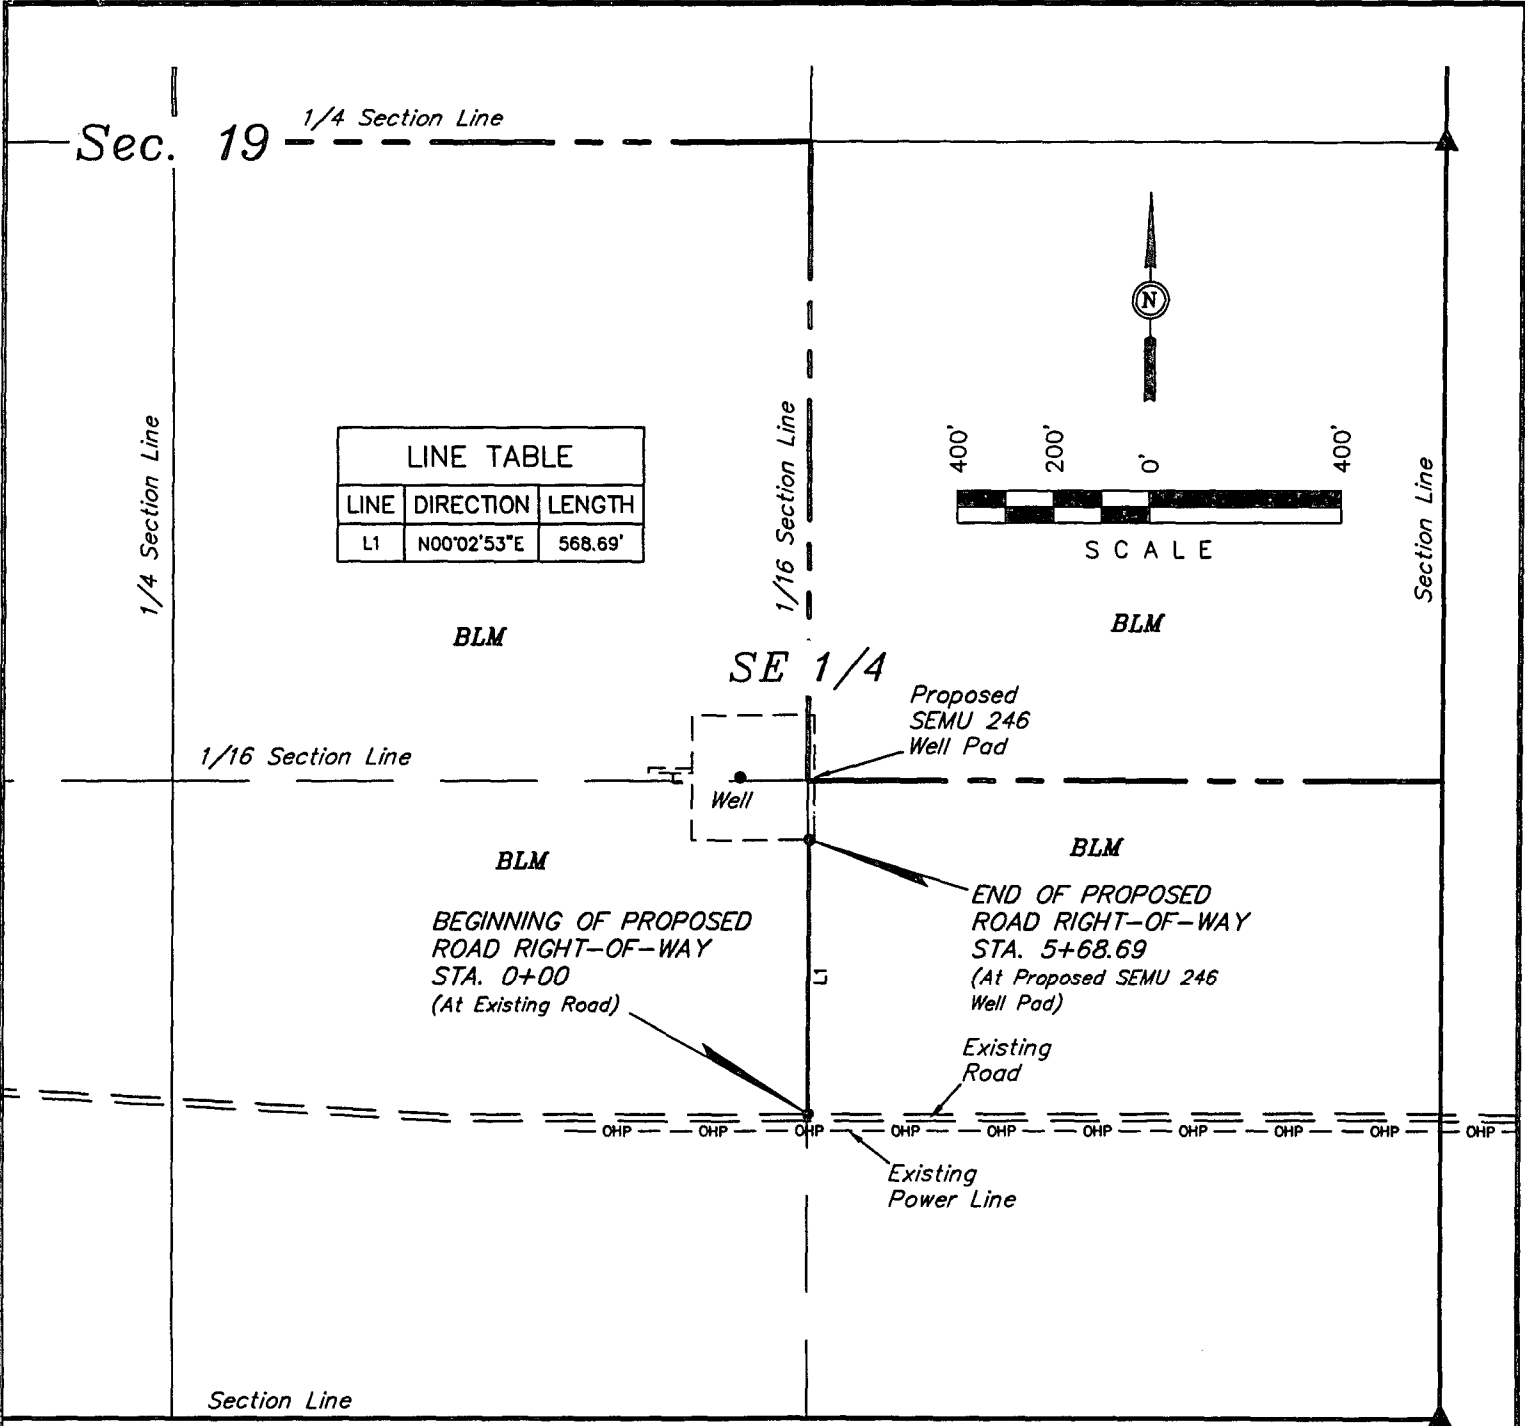 Sec. 19
1/4 Section Line
1/4 Section Line
LINE TABLE
LINE DIRECTION LENGTH
L1 N00°02'53"E 568.69'
1/16 Section Line
N
400' 200' 0' 400'
SCALE
Section Line
BLM
BLM
SE 1/4
Proposed
SEMU 246
Well Pad
1/16 Section Line
Well
BLM
BLM
BEGINNING OF PROPOSED
ROAD RIGHT-OF-WAY
STA. 0+00
(At Existing Road)
END OF PROPOSED
ROAD RIGHT-OF-WAY
STA. 5+68.69
(At Proposed SEMU 246
Well Pad)
L1
Existing
Road
OHP OHP OHP OHP OHP OHP OHP OHP OHP OHP
Existing
Power Line
Section Line